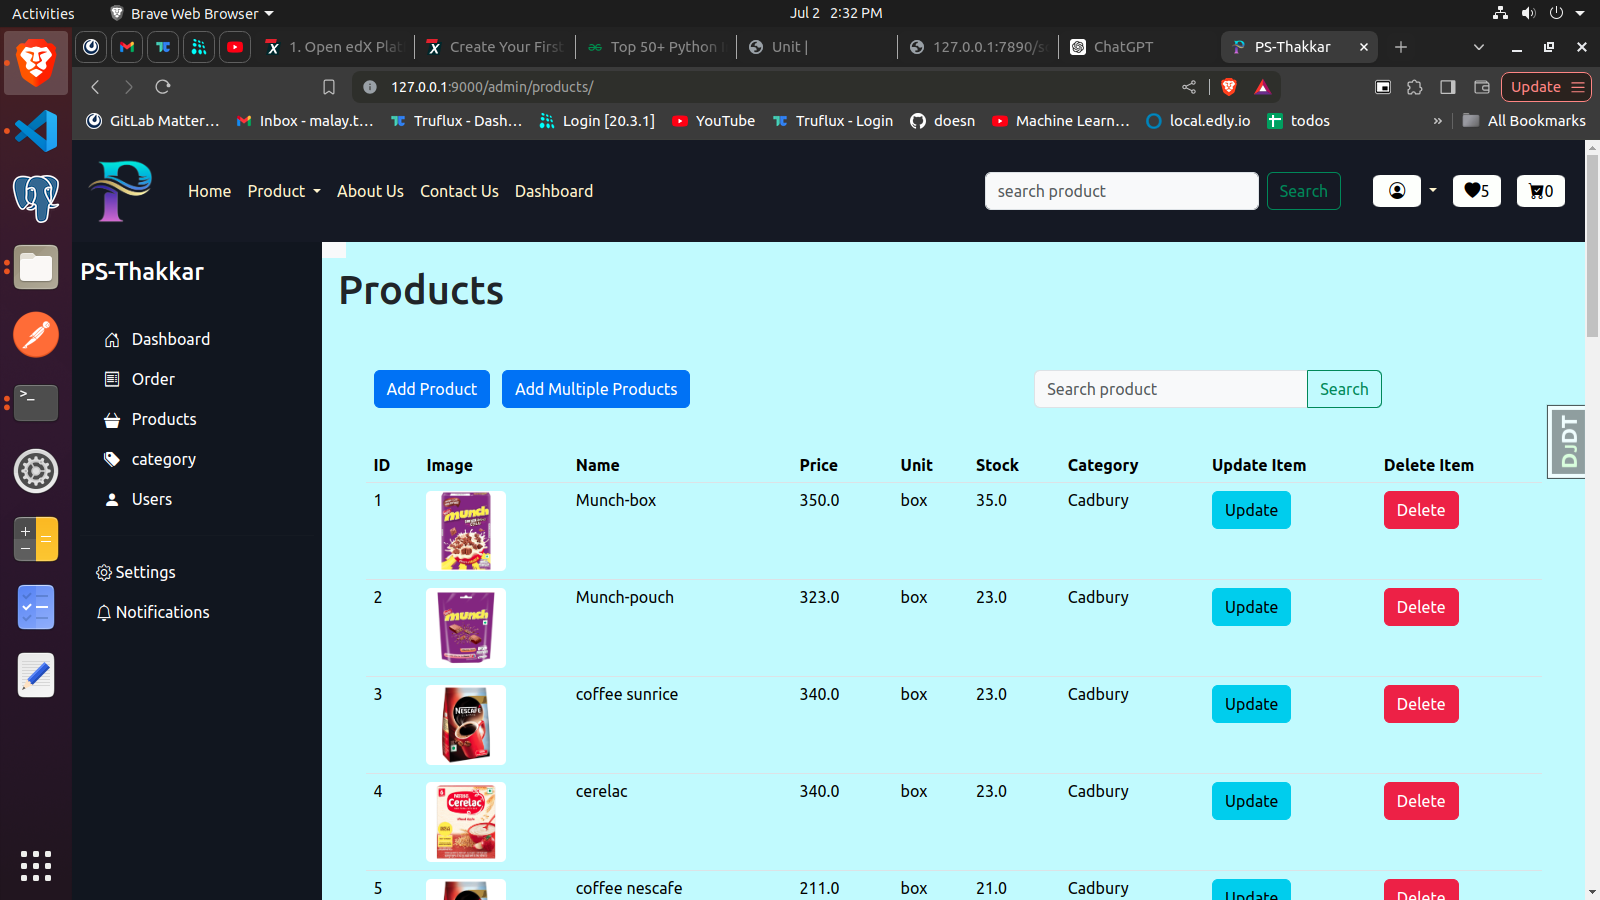 Activities
Brave Web Browser
Jul 2 2:32 PM
1. Open edX Plat
Create Your First
Top 50+ Python
Unit |
127.0.0.1:7890/s
ChatGPT
PS-Thakkar
127.0.0.1:9000/admin/products/
Update
GitLab Matter...
Inbox - malay.t...
Truflux - Dash...
Login [20.3.1]
YouTube
Truflux - Login
doesn
Machine Learn...
local.edly.io
todos
»
All Bookmarks
Home
Product
About Us
Contact Us
Dashboard
search product
Search
5
0
PS-Thakkar
Dashboard
Order
Products
category
Users
Settings
Notifications
Products
Add Product
Add Multiple Products
Search product
Search
DJDT
ID Image Name Price Unit Stock Category Update Item Delete Item
1 munch Munch-box 350.0 box 35.0 Cadbury Update Delete
2 munch Munch-pouch 323.0 box 23.0 Cadbury Update Delete
3 NESCAFE coffee sunrice 340.0 box 23.0 Cadbury Update Delete
4 Cerelac cerelac 340.0 box 23.0 Cadbury Update Delete
5 coffee nescafe 211.0 box 21.0 Cadbury Update Delete